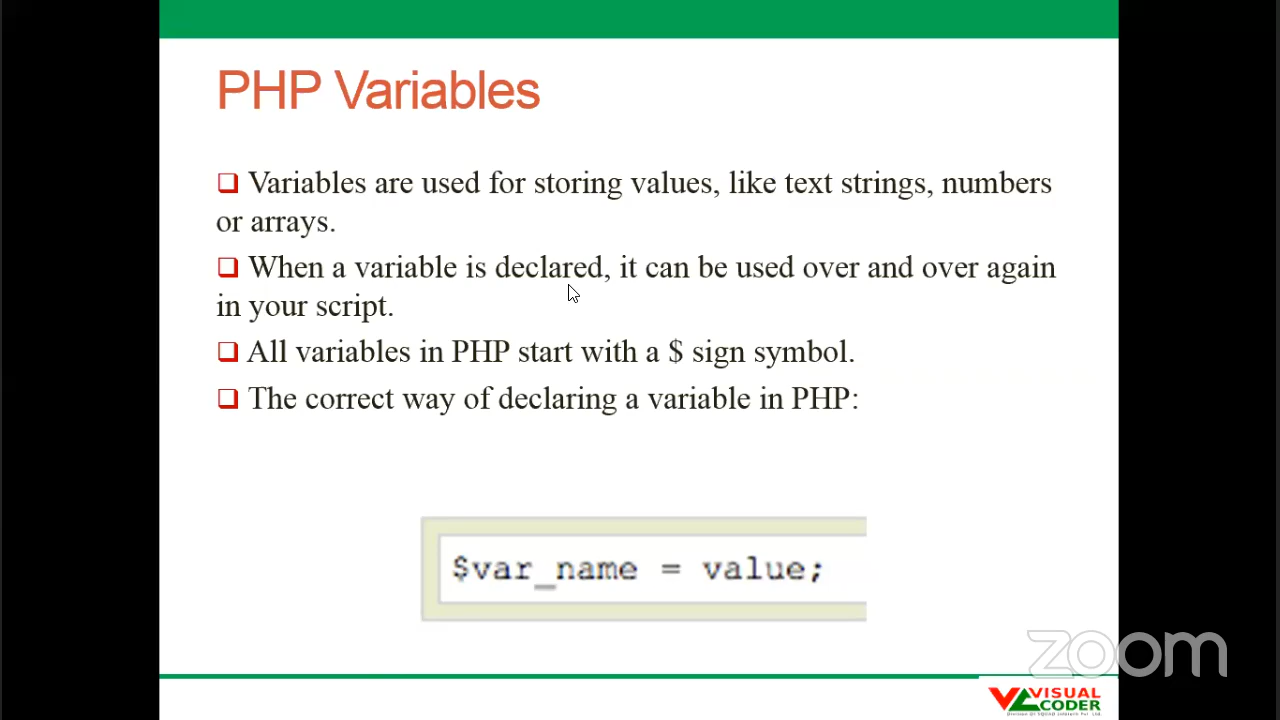 PHP Variables
Variables are used for storing values, like text strings, numbers
or arrays.
When a variable is declared, it can be used over and over again
in your script.
All variables in PHP start with a $ sign symbol.
The correct way of declaring a variable in PHP:
$var_name = value;
zoom
VISUAL
CODER